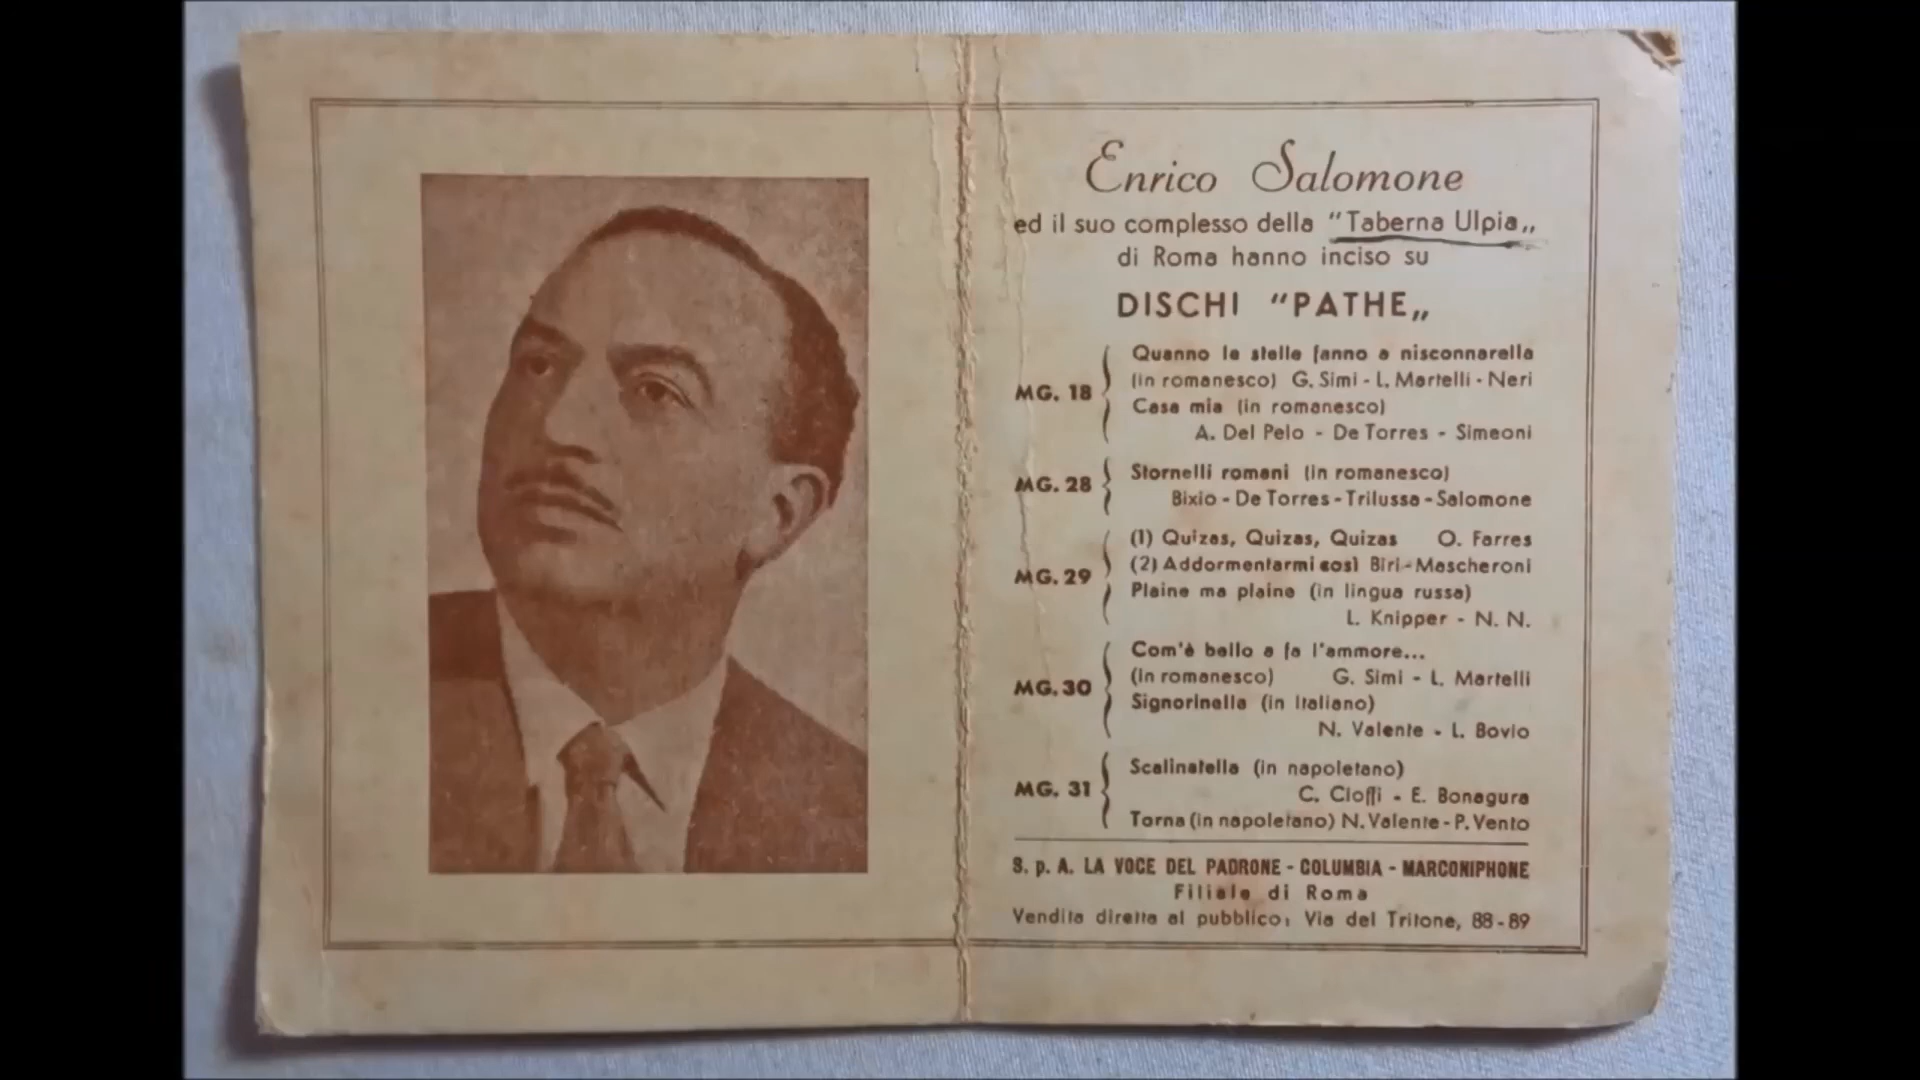 Enrico Salomone
ed il suo complesso della "Taberna Ulpia„
di Roma hanno inciso su
DISCHI "PATHE„
MG. 18
Quanno le stelle fanno a nisconnarella
(in romanesco) G. Simi - L. Martelli - Neri
Casa mia (in romanesco)
A. Del Pelo - De Torres - Simeoni
MG. 28
Stornelli romani (in romanesco)
Bixio - De Torres - Trilussa - Salomone
MG. 29
(1) Quizas, Quizas, Quizas O. Farres
(2) Addormentarmi così Biri - Mascheroni
Plaine ma plaine (in lingua russa)
L. Knipper - N. N.
MG. 30
Com'è bello a fa l'ammore...
(in romanesco) G. Simi - L. Martelli
Signorinella (in italiano)
N. Valente - L. Bovio
MG. 31
Scalinatella (in napoletano)
C. Cioffi - E. Bonagura
Torna (in napoletano) N. Valente - P. Vento
S. p. A. LA VOCE DEL PADRONE - COLUMBIA - MARCONIPHONE
Filiale di Roma
Vendita diretta al pubblico: Via del Tritone, 88-89